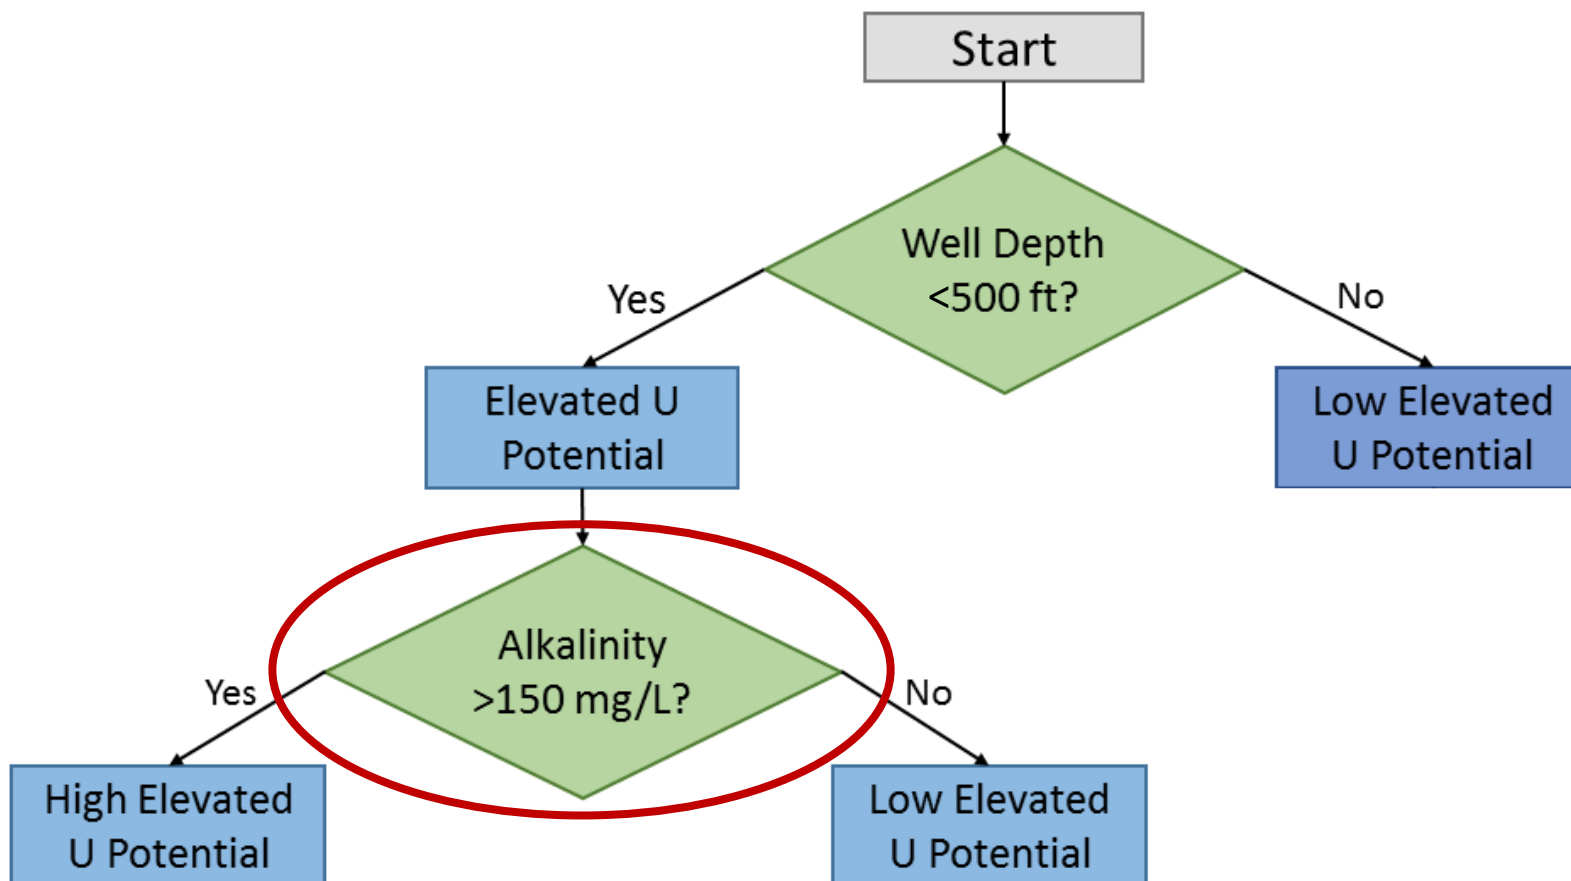 Start
Well Depth
<500 ft?
Yes
No
Elevated U
Potential
Low Elevated
U Potential
Alkalinity
>150 mg/L?
Yes
No
High Elevated
U Potential
Low Elevated
U Potential